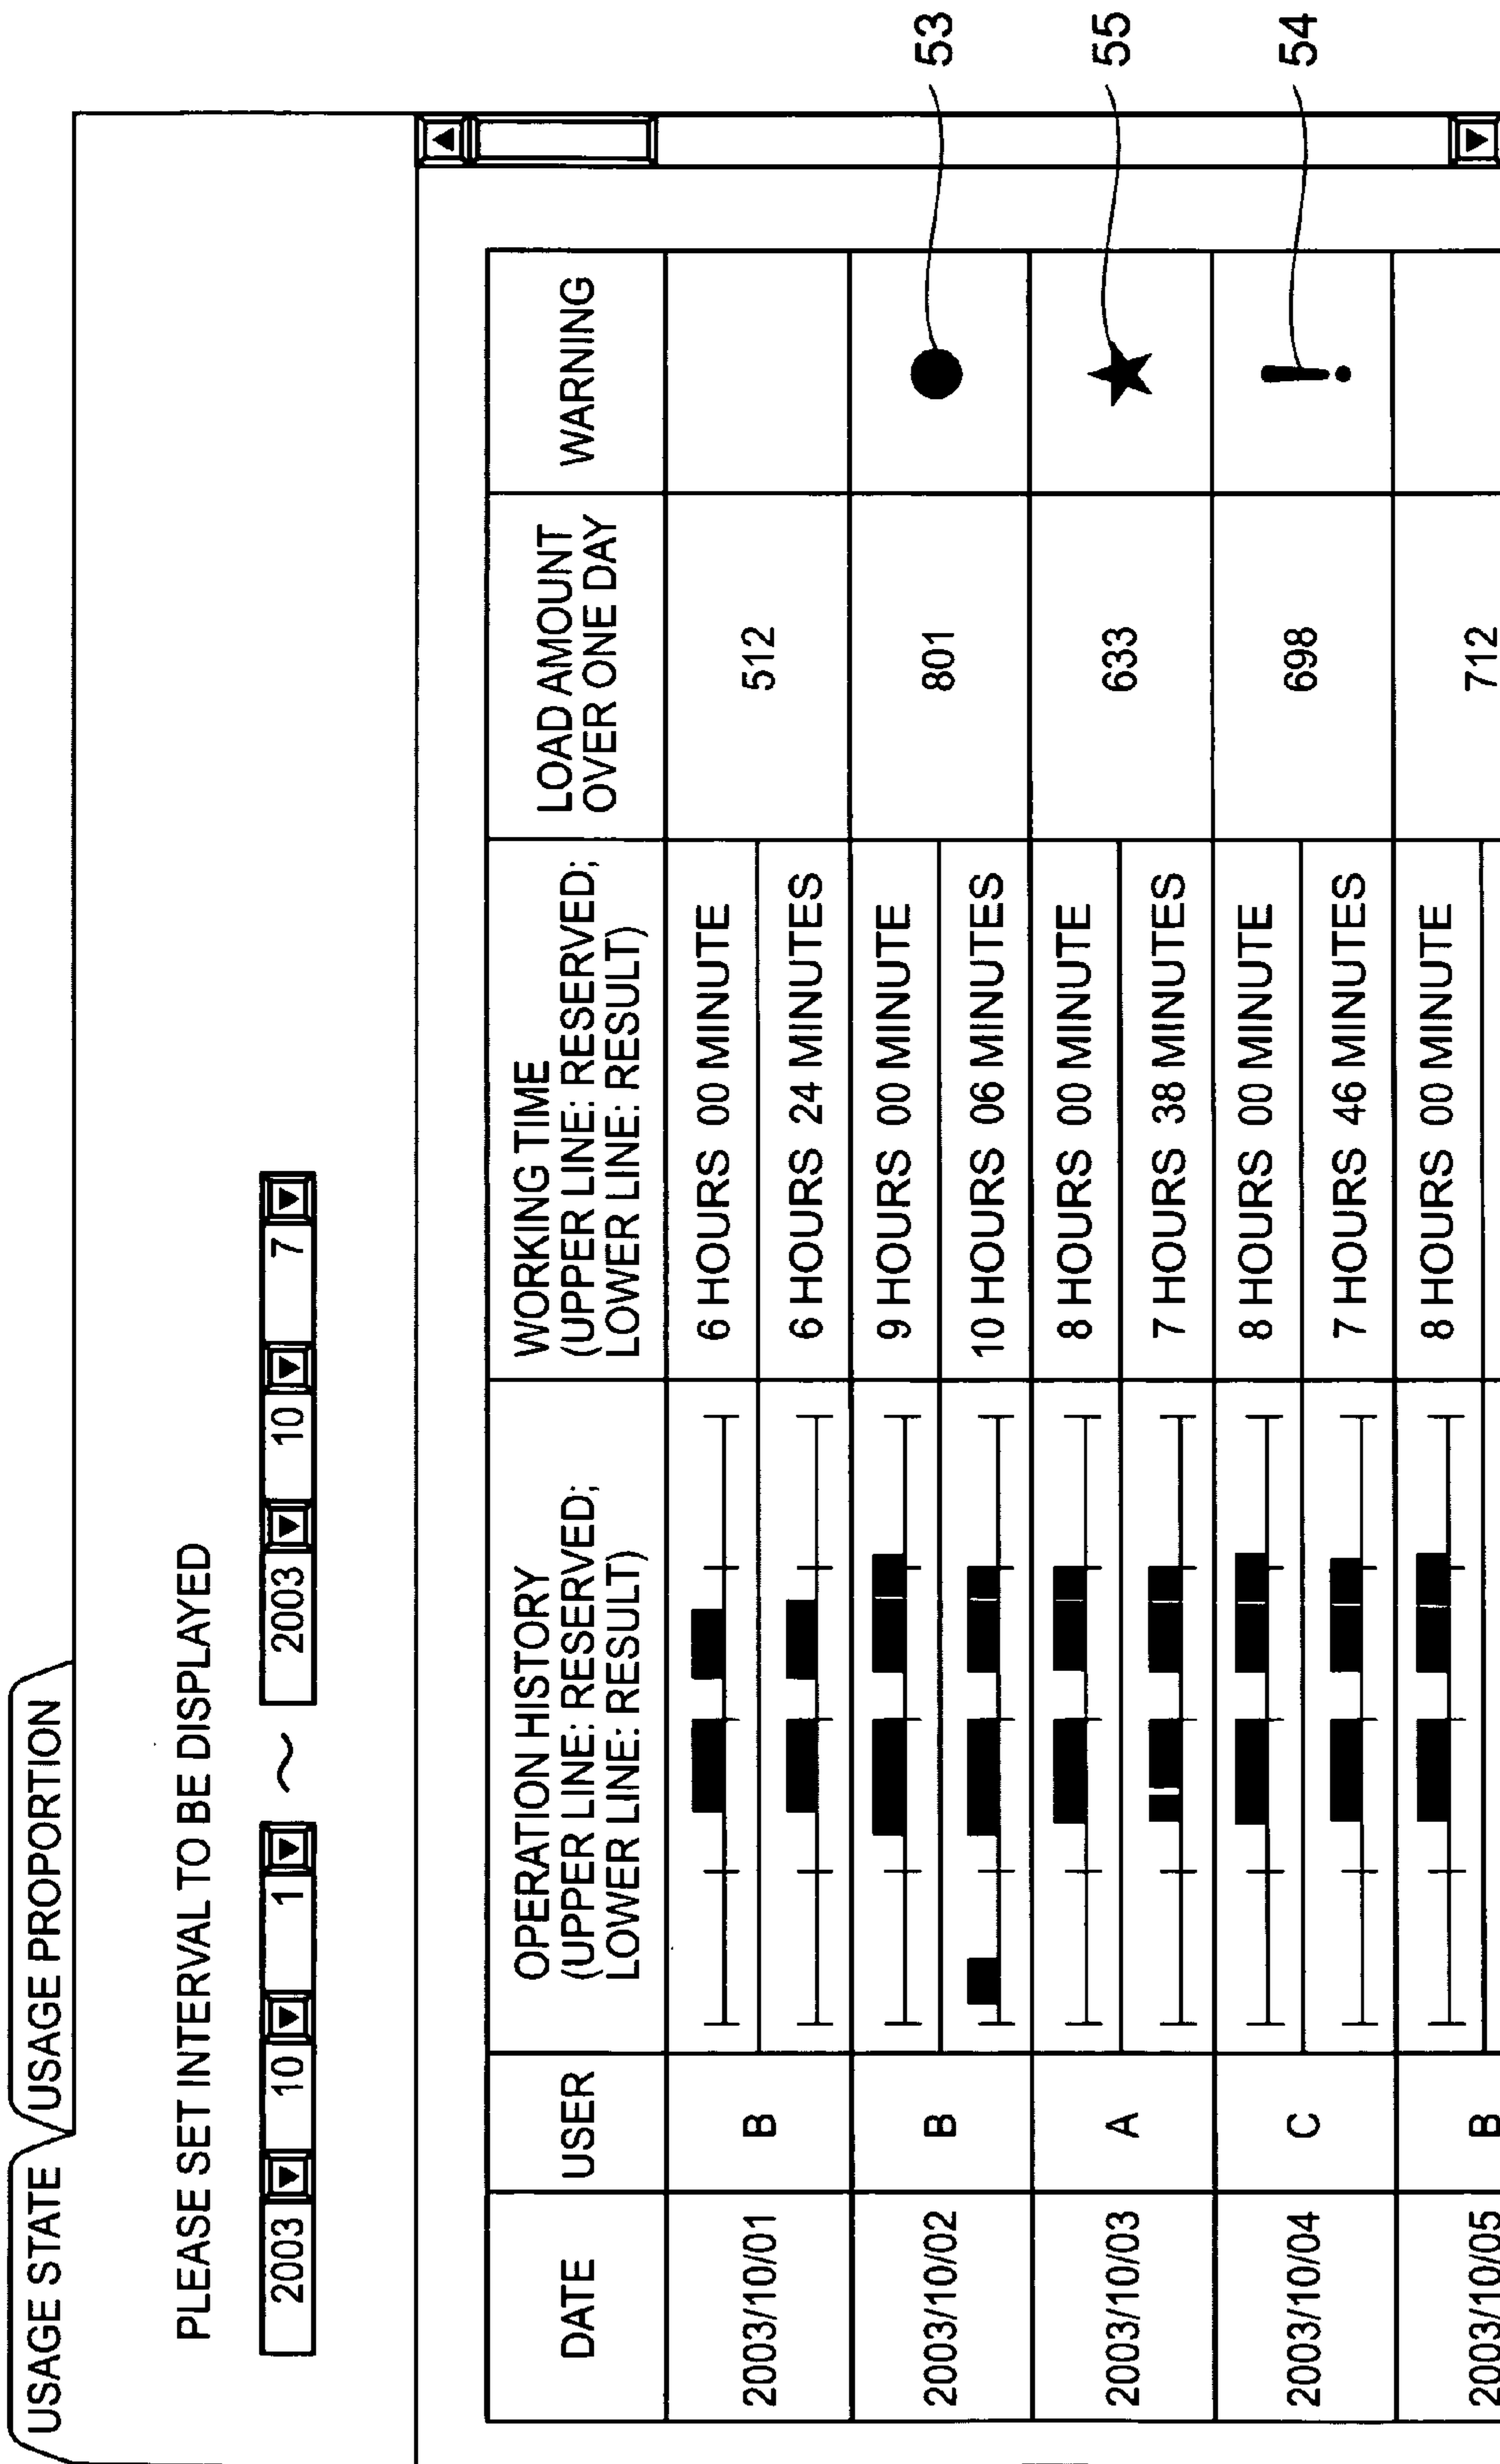 USAGE STATE
USAGE PROPORTION
PLEASE SET INTERVAL TO BE DISPLAYED
2003 10 1 ~ 2003 10 7
DATE
USER
OPERATION HISTORY
(UPPER LINE: RESERVED;
LOWER LINE: RESULT)
WORKING TIME
(UPPER LINE: RESERVED;
LOWER LINE: RESULT)
LOAD AMOUNT
OVER ONE DAY
WARNING
2003/10/01
B
6 HOURS 00 MINUTE
6 HOURS 24 MINUTES
512
2003/10/02
B
9 HOURS 00 MINUTE
10 HOURS 06 MINUTES
801
53
2003/10/03
A
8 HOURS 00 MINUTE
7 HOURS 38 MINUTES
633
55
2003/10/04
C
8 HOURS 00 MINUTE
7 HOURS 46 MINUTES
698
!
54
2003/10/05
B
8 HOURS 00 MINUTE
712